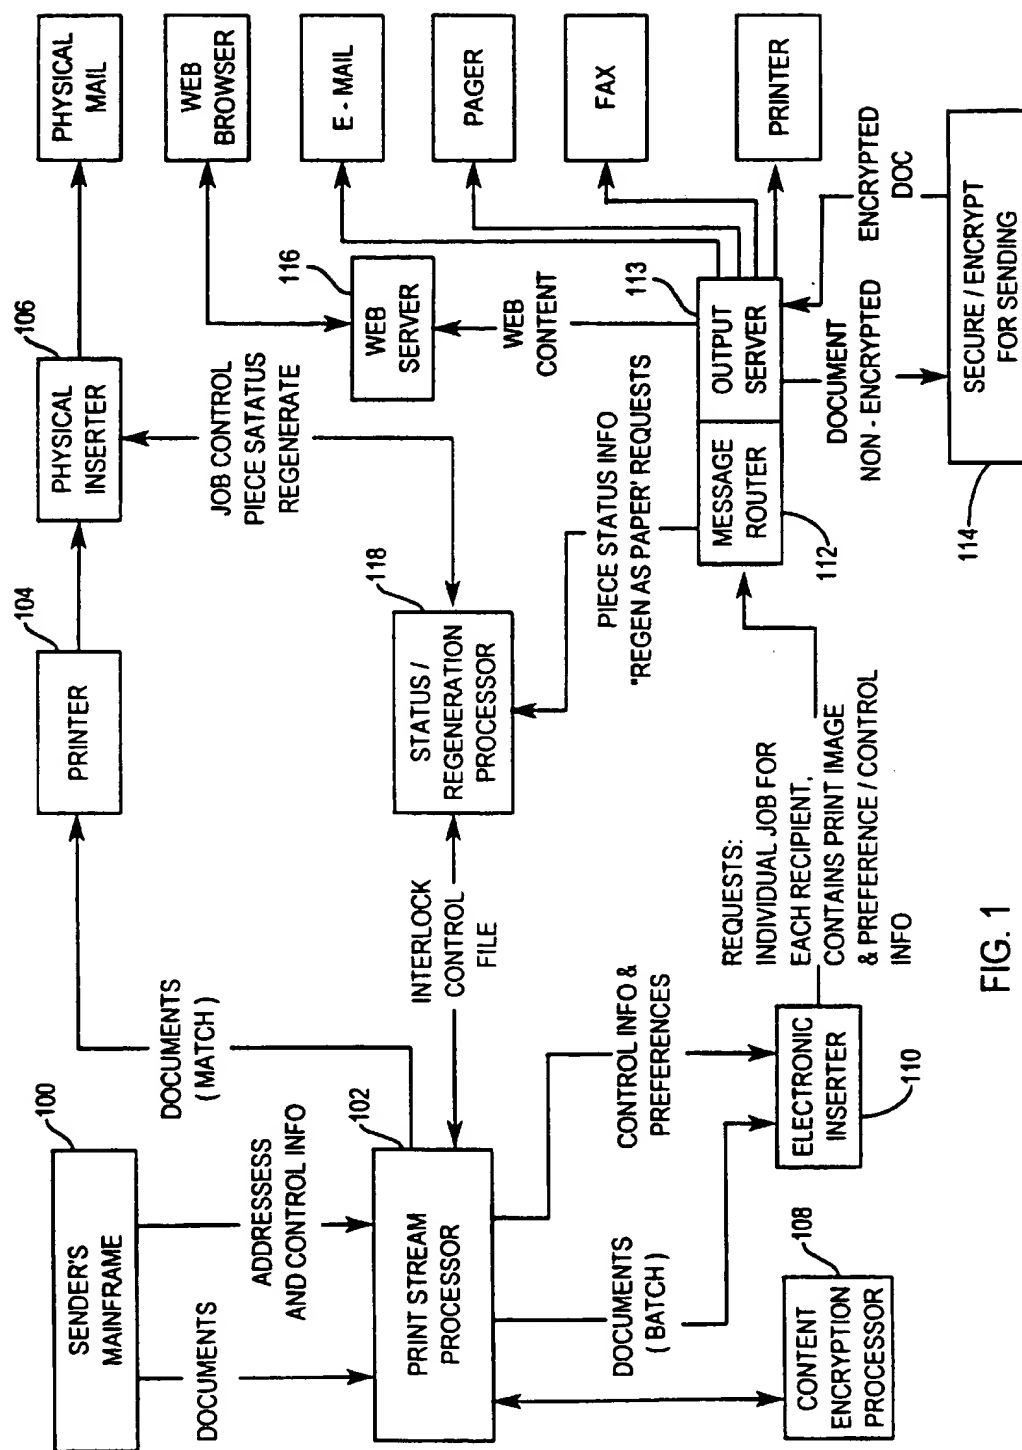 100
SENDER'S
MAINFRAME
DOCUMENTS
ADDRESSESS
AND CONTROL INFO
102
PRINT STREAM
PROCESSOR
DOCUMENTS
( MATCH )
104
PRINTER
106
PHYSICAL
INSERTER
PHYSICAL
MAIL
JOB CONTROL
PIECE SATATUS
REGENERATE
INTERLOCK
CONTROL
FILE
118
STATUS /
REGENERATION
PROCESSOR
116
WEB
SERVER
WEB
BROWSER
E - MAIL
PAGER
FAX
PRINTER
WEB
CONTENT
PIECE STATUS INFO
"REGEN AS PAPER' REQUESTS
113
MESSAGE
ROUTER
OUTPUT
SERVER
112
DOCUMENT
NON - ENCRYPTED
ENCRYPTED
DOC
114
SECURE / ENCRYPT
FOR SENDING
CONTROL INFO &
PREFERENCES
DOCUMENTS
( BATCH )
108
CONTENT
ENCRYPTION
PROCESSOR
ELECTRONIC
INSERTER
110
REQUESTS:
INDIVIDUAL JOB FOR
EACH RECIPIENT,
CONTAINS PRINT IMAGE
& PREFERENCE / CONTROL
INFO
FIG. 1